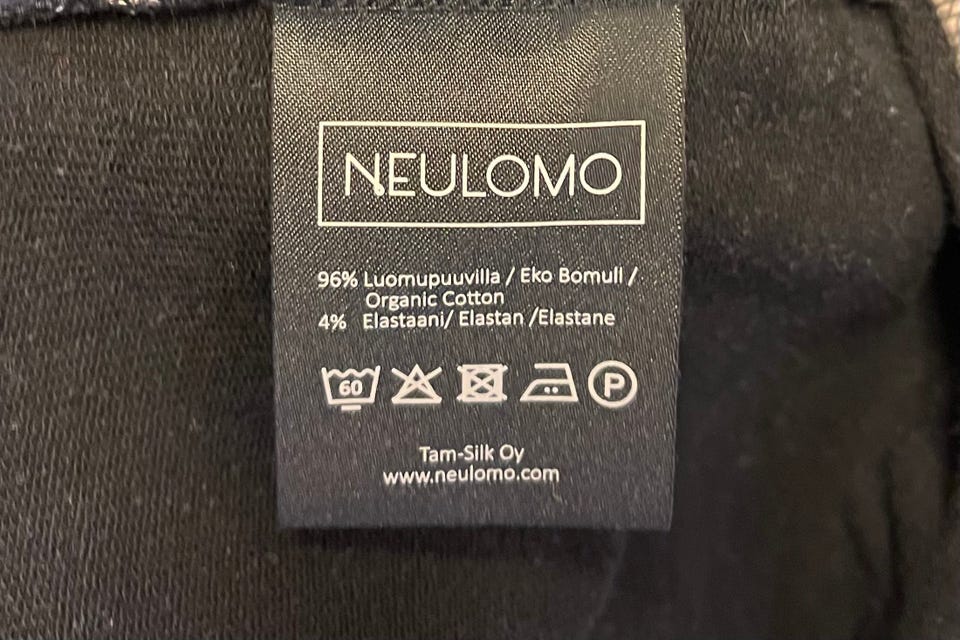 NEULOMO
96% Luomupuuvilla / Eko Bomull /
Organic Cotton
4% Elastaani/ Elastan /Elastane
60 P
Tam-Silk Oy
www.neulomo.com